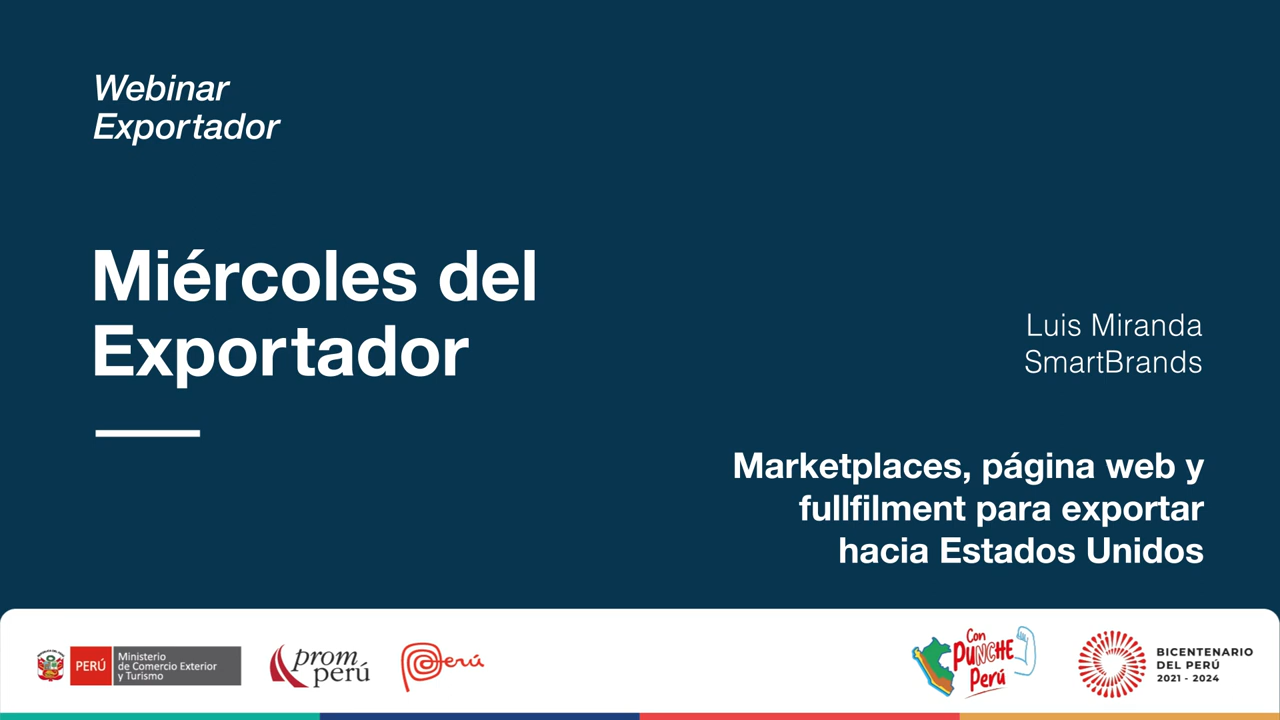 Webinar
Exportador
Miércoles del
Exportador
Luis Miranda
SmartBrands
Marketplaces, página web y
fullfilment para exportar
hacia Estados Unidos
PERÚ
Ministerio
de Comercio Exterior
y Turismo
prom
perú
Perú
Con
PUNCHE
Perú
BICENTENARIO
DEL PERÚ
2021 - 2024